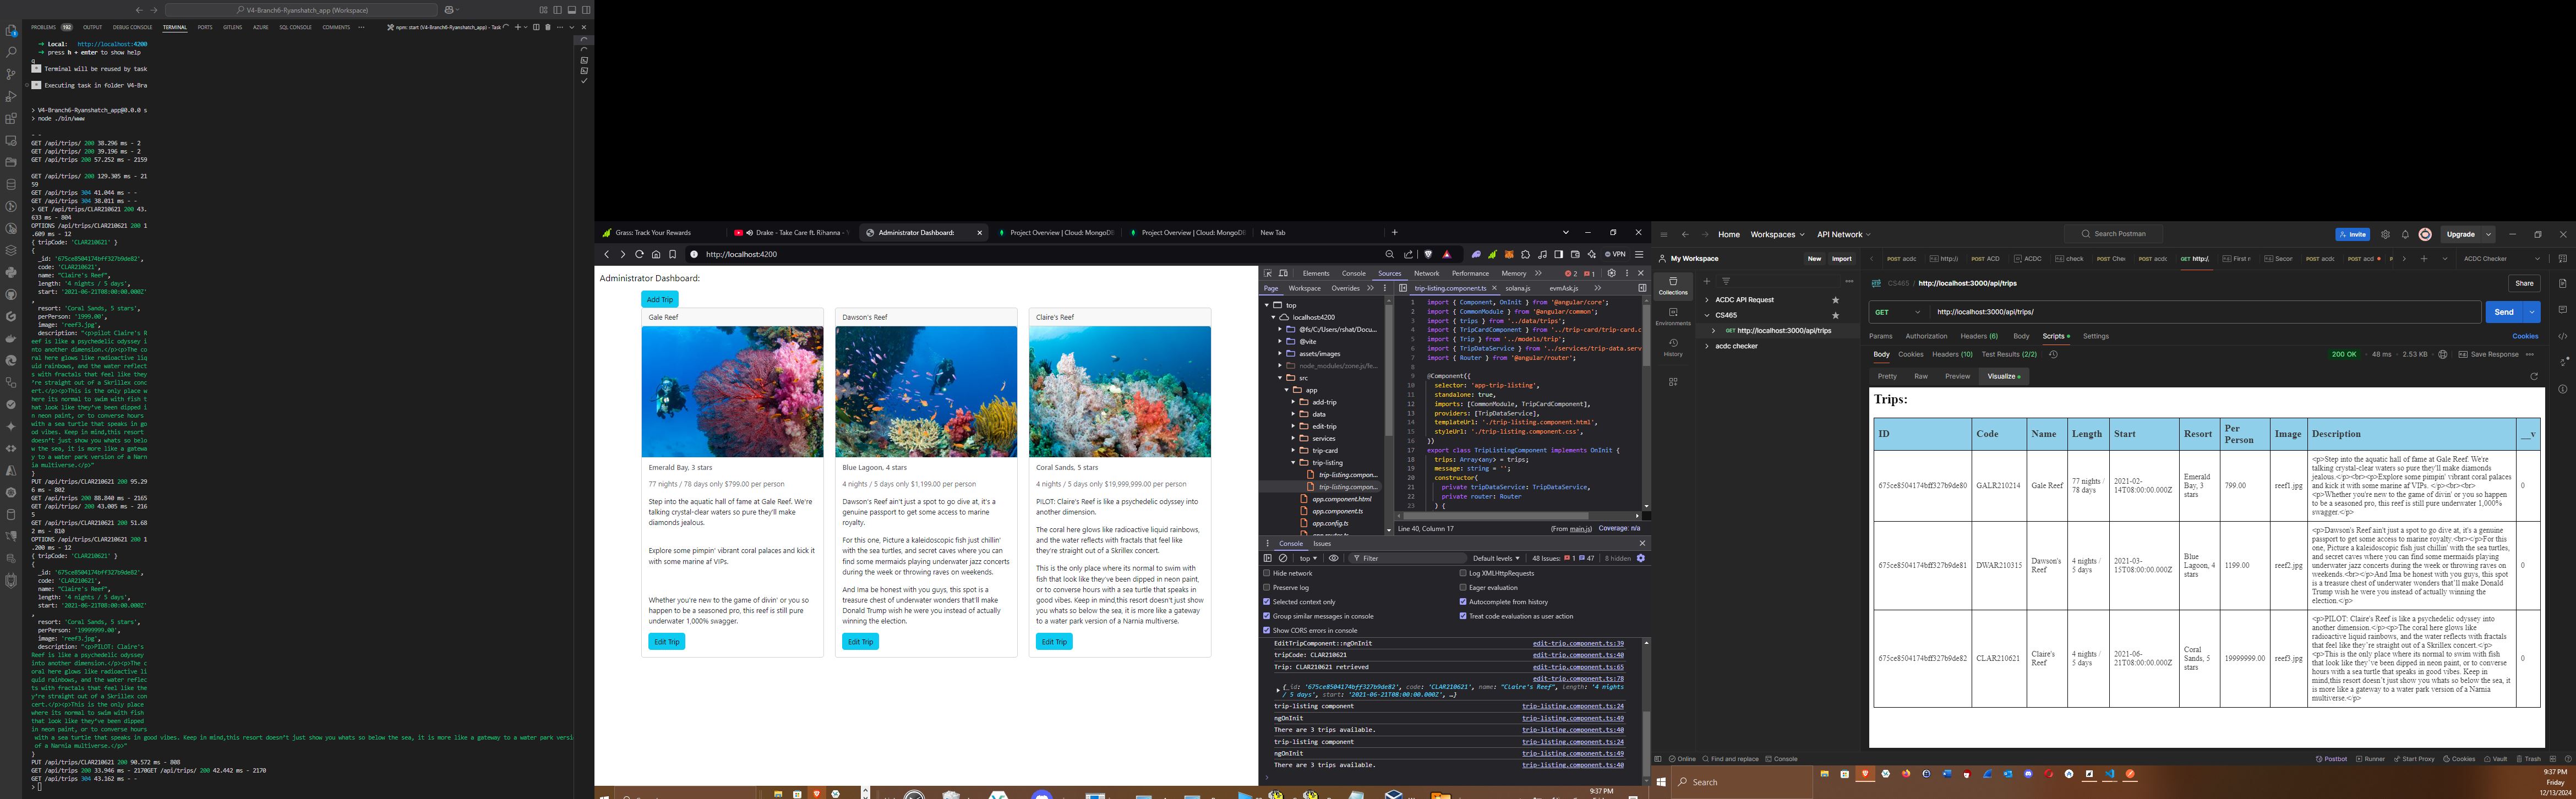 V4-Branch6-Ryanshatch_app (Workspace)
PROBLEMS 192 OUTPUT DEBUG CONSOLE TERMINAL PORTS GITLENS AZURE SQL CONSOLE COMMENTS ··· npm: start (V4-Branch6-Ryanshatch_app) - Task
→ Local: http://localhost:4200
→ press h + enter to show help
q
* Terminal will be reused by task
* Executing task in folder V4-Bra
> V4-Branch6-Ryanshatch_app@0.0.0 s
> node ./bin/www
- -
GET /api/trips/ 200 38.296 ms - 2
GET /api/trips/ 200 39.196 ms - 2
GET /api/trips 200 57.252 ms - 2159
GET /api/trips/ 200 129.305 ms - 21
59
GET /api/trips 304 41.044 ms - -
GET /api/trips 304 38.011 ms - -
> GET /api/trips/CLAR210621 200 43.
633 ms - 804
OPTIONS /api/trips/CLAR210621 200 1
.609 ms - 12
{ tripCode: 'CLAR210621' }
{
_id: '675ce8504174bff327b9de82',
code: 'CLAR210621',
name: "Claire's Reef",
length: '4 nights / 5 days',
start: '2021-06-21T08:00:00.000Z'
,
resort: 'Coral Sands, 5 stars',
perPerson: '1999.00',
image: 'reef3.jpg',
description: "<p>pilot Claire's R
eef is like a psychedelic odyssey i
nto another dimension.</p><p>The co
ral here glows like radioactive liq
uid rainbows, and the water reflect
s with fractals that feel like they
're straight out of a Skrillex conc
ert.</p><p>This is the only place w
here its normal to swim with fish t
hat look like they've been dipped i
n neon paint, or to converse hours
with a sea turtle that speaks in go
od vibes. Keep in mind,this resort
doesn't just show you whats so belo
w the sea, it is more like a gatewa
y to a water park version of a Narn
ia multiverse.</p>"
}
PUT /api/trips/CLAR210621 200 95.29
6 ms - 802
GET /api/trips 200 88.840 ms - 2165
GET /api/trips/ 200 43.005 ms - 216
5
GET /api/trips/CLAR210621 200 51.68
2 ms - 810
OPTIONS /api/trips/CLAR210621 200 1
.200 ms - 12
{ tripCode: 'CLAR210621' }
{
_id: '675ce8504174bff327b9de82',
code: 'CLAR210621',
name: "Claire's Reef",
length: '4 nights / 5 days',
start: '2021-06-21T08:00:00.000Z'
,
resort: 'Coral Sands, 5 stars',
perPerson: '19999999.00',
image: 'reef3.jpg',
description: "<p>PILOT: Claire's
Reef is like a psychedelic odyssey
into another dimension.</p><p>The c
oral here glows like radioactive li
quid rainbows, and the water reflec
ts with fractals that feel like the
y're straight out of a Skrillex con
cert.</p><p>This is the only place
where its normal to swim with fish
that look like they've been dipped
in neon paint, or to converse hours
with a sea turtle that speaks in good vibes. Keep in mind,this resort doesn't just show you whats so below the sea, it is more like a gateway to a water park versi
of a Narnia multiverse.</p>"
}
PUT /api/trips/CLAR210621 200 90.572 ms - 808
GET /api/trips 200 33.946 ms - 2170GET /api/trips/ 200 42.442 ms - 2170
GET /api/trips 304 43.162 ms - -
>
Grass: Track Your Rewards
Drake - Take Care ft. Rihanna -
Administrator Dashboard:
Project Overview | Cloud: MongoDB
Project Overview | Cloud: MongoDB
New Tab
http://localhost:4200
VPN
Administrator Dashboard:
Add Trip
Gale Reef
Emerald Bay, 3 stars
77 nights / 78 days only $799.00 per person
Step into the aquatic hall of fame at Gale Reef. We're
talking crystal-clear waters so pure they'll make
diamonds jealous.
Explore some pimpin' vibrant coral palaces and kick it
with some marine af VIPs.
Whether you're new to the game of divin' or you so
happen to be a seasoned pro, this reef is still pure
underwater 1,000% swagger.
Edit Trip
Dawson's Reef
Blue Lagoon, 4 stars
4 nights / 5 days only $1,199.00 per person
Dawson's Reef ain't just a spot to go dive at, it's a
genuine passport to get some access to marine
royalty.
For this one, Picture a kaleidoscopic fish just chillin'
with the sea turtles, and secret caves where you can
find some mermaids playing underwater jazz concerts
during the week or throwing raves on weekends.
And Ima be honest with you guys, this spot is a
treasure chest of underwater wonders that'll make
Donald Trump wish he were you instead of actually
winning the election.
Edit Trip
Claire's Reef
Coral Sands, 5 stars
4 nights / 5 days only $19,999,999.00 per person
PILOT: Claire's Reef is like a psychedelic odyssey into
another dimension.
The coral here glows like radioactive liquid rainbows,
and the water reflects with fractals that feel like
they're straight out of a Skrillex concert.
This is the only place where its normal to swim with
fish that look like they've been dipped in neon paint,
or to converse hours with a sea turtle that speaks in
good vibes. Keep in mind,this resort doesn't just show
you whats so below the sea, it is more like a gateway
to a water park version of a Narnia multiverse.
Edit Trip
Elements Console Sources Network Performance Memory 2 1
Page Workspace Overrides
top
localhost:4200
@fs/C:/Users/rshat/Docu...
@vite
assets/images
node_modules/zone.js/fe...
src
app
add-trip
data
edit-trip
services
trip-card
trip-listing
trip-listing.compon...
trip-listing.compon...
app.component.html
app.component.ts
app.config.ts
trip-listing.component.ts solana.js evmAsk.js
1 import { Component, OnInit } from '@angular/core';
2 import { CommonModule } from '@angular/common';
3 import { trips } from '../data/trips';
4 import { TripCardComponent } from '../trip-card/trip-card.c
5 import { Trip } from '../models/trip';
6 import { TripDataService } from '../services/trip-data.serv
7 import { Router } from '@angular/router';
8
9 @Component({
10 selector: 'app-trip-listing',
11 standalone: true,
12 imports: [CommonModule, TripCardComponent],
13 providers: [TripDataService],
14 templateUrl: './trip-listing.component.html',
15 styleUrl: './trip-listing.component.css',
16 })
17 export class TripListingComponent implements OnInit {
18 trips: Array<any> = trips;
19 message: string = '';
20 constructor(
21 private tripDataService: TripDataService,
22 private router: Router
23 ) {
Line 40, Column 17 (From main.js) Coverage: n/a
Console Issues
top Filter Default levels 48 Issues: 1 47 8 hidden
Hide network
Log XMLHttpRequests
Preserve log
Eager evaluation
Selected context only
Autocomplete from history
Group similar messages in console
Treat code evaluation as user action
Show CORS errors in console
EditTripComponent::ngOnInit edit-trip.component.ts:39
tripCode: CLAR210621 edit-trip.component.ts:40
Trip: CLAR210621 retrieved edit-trip.component.ts:65
edit-trip.component.ts:78
{_id: '675ce8504174bff327b9de82', code: 'CLAR210621', name: "Claire's Reef", length: '4 nights
/ 5 days', start: '2021-06-21T08:00:00.000Z', …}
trip-listing component trip-listing.component.ts:24
ngOnInit trip-listing.component.ts:49
There are 3 trips available. trip-listing.component.ts:40
trip-listing component trip-listing.component.ts:24
ngOnInit trip-listing.component.ts:49
There are 3 trips available. trip-listing.component.ts:40
9:37 PM
Home Workspaces API Network Search Postman Invite Upgrade
My Workspace New Import
Collections
Environments
History
ACDC API Request
CS465
GET http://localhost:3000/api/trips
acdc checker
POST acdc http:// POST ACD ACDC check POST Chec POST acdc GET http:/ First r Secor POST acdc POST acd ACDC Checker
CS465 / http://localhost:3000/api/trips Share
GET http://localhost:3000/api/trips/ Send
Params Authorization Headers (6) Body Scripts Settings Cookies
Body Cookies Headers (10) Test Results (2/2) 200 OK 48 ms 2.53 KB Save Response
Pretty Raw Preview Visualize
Trips:
ID Code Name Length Start Resort Per Person Image Description __v
675ce8504174bff327b9de80 GALR210214 Gale Reef 77 nights / 78 days 2021-02-14T08:00:00.000Z Emerald Bay, 3 stars 799.00 reef1.jpg
<p>Step into the aquatic hall of fame at Gale Reef. We're
talking crystal-clear waters so pure they'll make diamonds
jealous.</p><br><p>Explore some pimpin' vibrant coral palaces
and kick it with some marine af VIPs. </p><br><br>
<p>Whether you're new to the game of divin' or you so happen
to be a seasoned pro, this reef is still pure underwater 1,000%
swagger.</p>
0
675ce8504174bff327b9de81 DWAR210315 Dawson's Reef 4 nights / 5 days 2021-03-15T08:00:00.000Z Blue Lagoon, 4 stars 1199.00 reef2.jpg
<p>Dawson's Reef ain't just a spot to go dive at, it's a genuine
passport to get some access to marine royalty.<br></p><p>For this
one, Picture a kaleidoscopic fish just chillin' with the sea turtles,
and secret caves where you can find some mermaids playing
underwater jazz concerts during the week or throwing raves on
weekends.<br></p><p>And Ima be honest with you guys, this spot
is a treasure chest of underwater wonders that'll make Donald
Trump wish he were you instead of actually winning the
election.</p>
0
675ce8504174bff327b9de82 CLAR210621 Claire's Reef 4 nights / 5 days 2021-06-21T08:00:00.000Z Coral Sands, 5 stars 19999999.00 reef3.jpg
<p>PILOT: Claire's Reef is like a psychedelic odyssey into
another dimension.</p><p>The coral here glows like
radioactive liquid rainbows, and the water reflects with fractals
that feel like they're straight out of a Skrillex concert.</p>
<p>This is the only place where its normal to swim with fish
that look like they've been dipped in neon paint, or to converse
hours with a sea turtle that speaks in good vibes. Keep in
mind,this resort doesn't just show you whats so below the sea, it
is more like a gateway to a water park version of a Narnia
multiverse.</p>
0
Online Find and replace Console Postbot Runner Start Proxy Cookies Vault Trash
Search
9:37 PM
Friday
12/13/2024